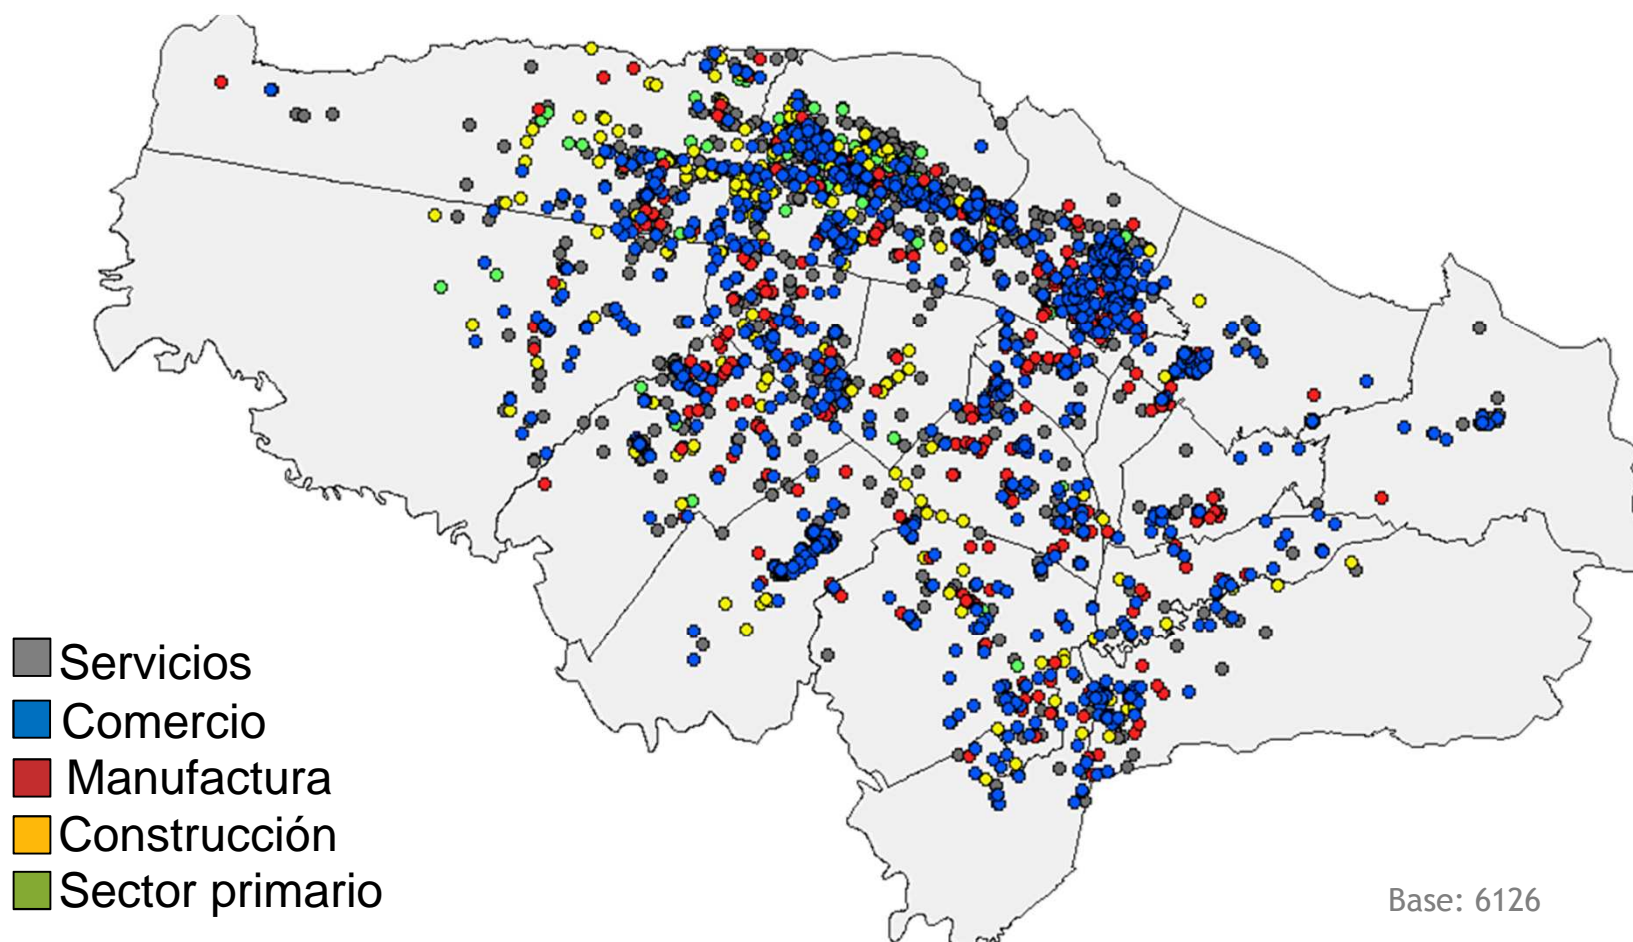 Servicios
Comercio
Manufactura
Construcción
Sector primario
Base: 6126